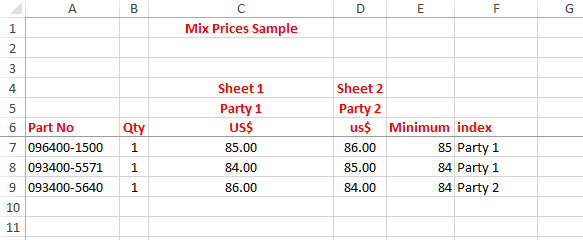 A B C D E F G
1 Mix Prices Sample
2
3
4 Sheet 1 Sheet 2
5 Party 1 Party 2
6 Part No Qty US$ us$ Minimum index
7 096400-1500 1 85.00 86.00 85 Party 1
8 093400-5571 1 84.00 85.00 84 Party 1
9 093400-5640 1 86.00 84.00 84 Party 2
10
11